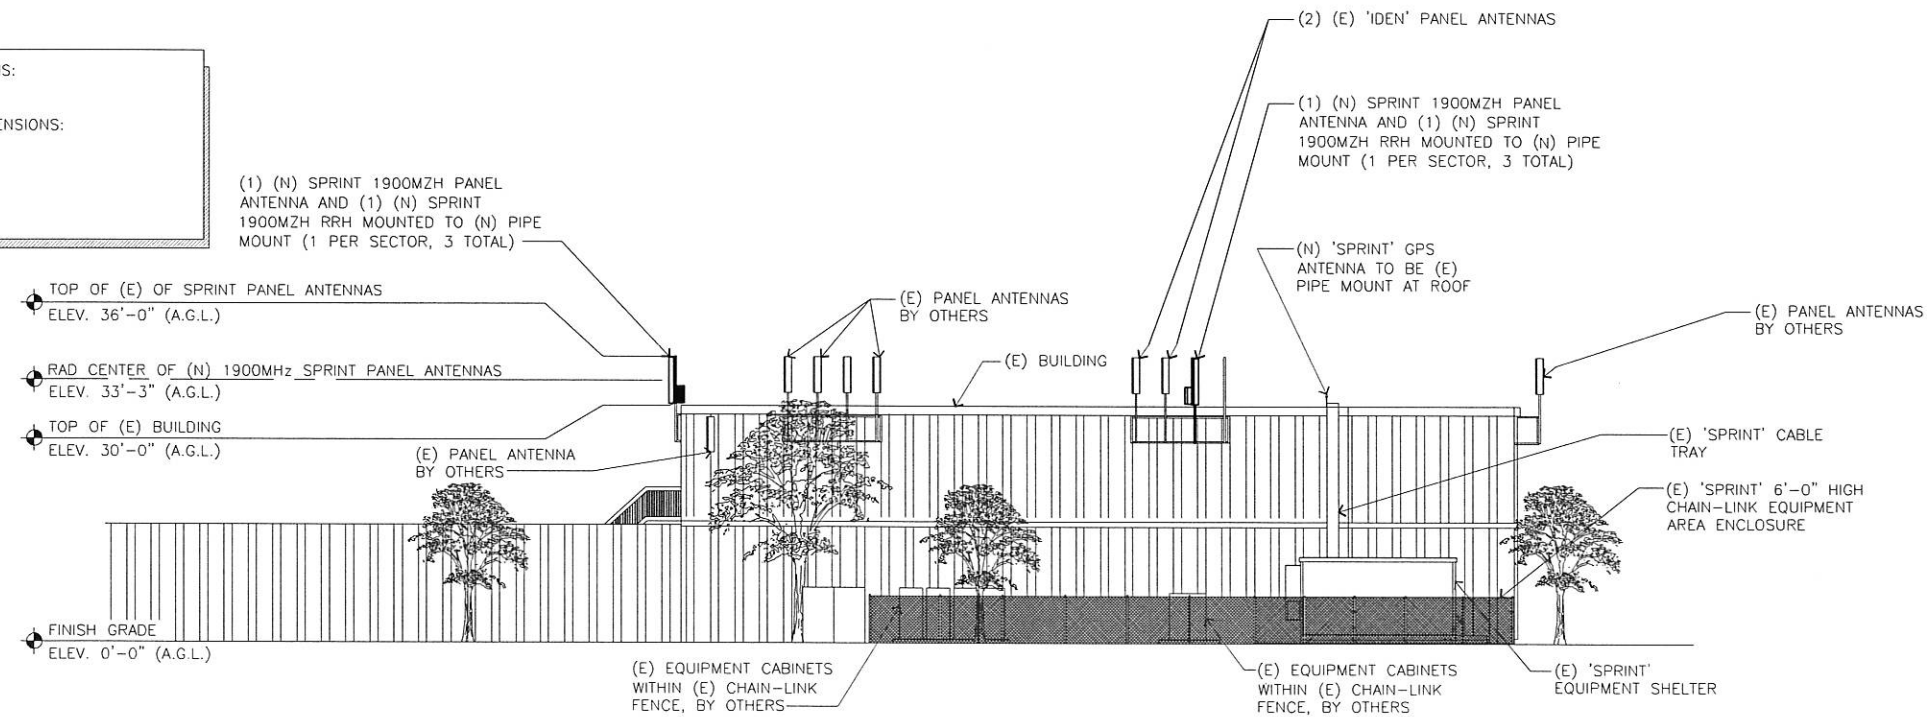 (2) (E) 'IDEN' PANEL ANTENNAS
(1) (N) SPRINT 1900MZH PANEL
ANTENNA AND (1) (N) SPRINT
1900MZH RRH MOUNTED TO (N) PIPE
MOUNT (1 PER SECTOR, 3 TOTAL)
(1) (N) SPRINT 1900MZH PANEL
ANTENNA AND (1) (N) SPRINT
1900MZH RRH MOUNTED TO (N) PIPE
MOUNT (1 PER SECTOR, 3 TOTAL)
(N) 'SPRINT' GPS
ANTENNA TO BE (E)
PIPE MOUNT AT ROOF
TOP OF (E) OF SPRINT PANEL ANTENNAS
ELEV. 36'-0" (A.G.L.)
(E) PANEL ANTENNAS
BY OTHERS
(E) PANEL ANTENNAS
BY OTHERS
(E) BUILDING
RAD CENTER OF (N) 1900MHz SPRINT PANEL ANTENNAS
ELEV. 33'-3" (A.G.L.)
TOP OF (E) BUILDING
ELEV. 30'-0" (A.G.L.)
(E) PANEL ANTENNA
BY OTHERS
(E) 'SPRINT' CABLE
TRAY
(E) 'SPRINT' 6'-0" HIGH
CHAIN-LINK EQUIPMENT
AREA ENCLOSURE
FINISH GRADE
ELEV. 0'-0" (A.G.L.)
(E) EQUIPMENT CABINETS
WITHIN (E) CHAIN-LINK
FENCE, BY OTHERS
(E) EQUIPMENT CABINETS
WITHIN (E) CHAIN-LINK
FENCE, BY OTHERS
(E) 'SPRINT'
EQUIPMENT SHELTER